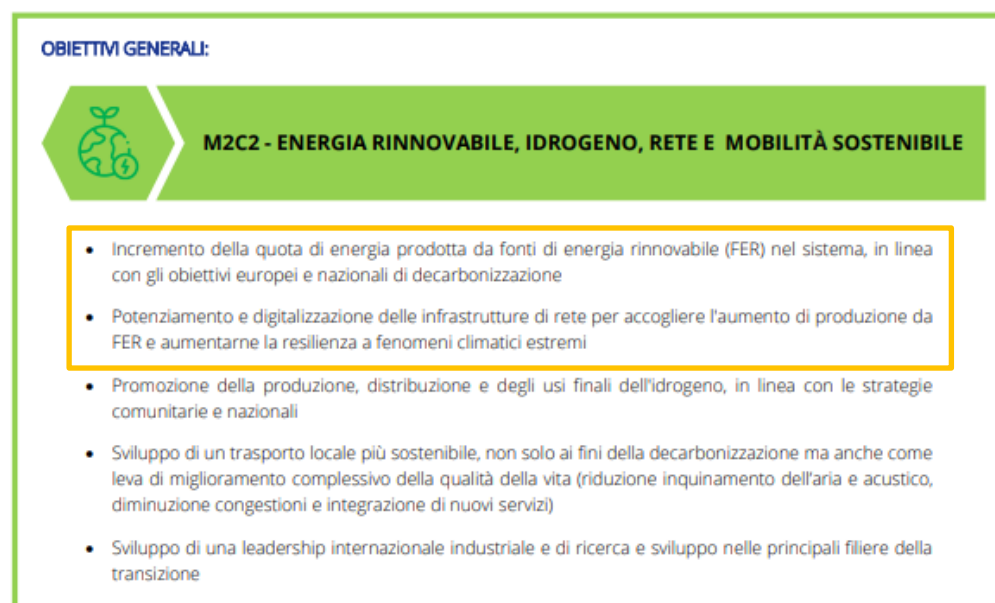 OBIETTIVI GENERALI:
M2C2 - ENERGIA RINNOVABILE, IDROGENO, RETE E MOBILITÀ SOSTENIBILE
• Incremento della quota di energia prodotta da fonti di energia rinnovabile (FER) nel sistema, in linea
con gli obiettivi europei e nazionali di decarbonizzazione
• Potenziamento e digitalizzazione delle infrastrutture di rete per accogliere l'aumento di produzione da
FER e aumentarne la resilienza a fenomeni climatici estremi
• Promozione della produzione, distribuzione e degli usi finali dell'idrogeno, in linea con le strategie
comunitarie e nazionali
• Sviluppo di un trasporto locale più sostenibile, non solo ai fini della decarbonizzazione ma anche come
leva di miglioramento complessivo della qualità della vita (riduzione inquinamento dell'aria e acustico,
diminuzione congestioni e integrazione di nuovi servizi)
• Sviluppo di una leadership internazionale industriale e di ricerca e sviluppo nelle principali filiere della
transizione